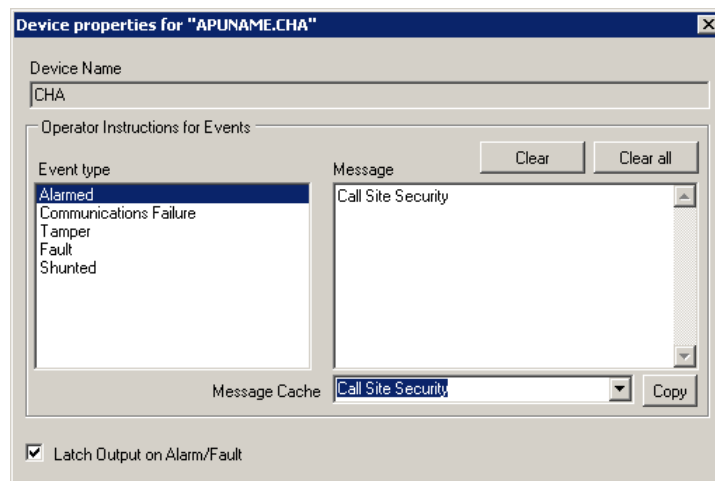 Device properties for "APUNAME.CHA"
Device Name
CHA
Operator Instructions for Events
Clear
Clear all
Event type
Message
Alarmed
Communications Failure
Tamper
Fault
Shunted
Call Site Security
Message Cache
Call Site Security
Copy
Latch Output on Alarm/Fault